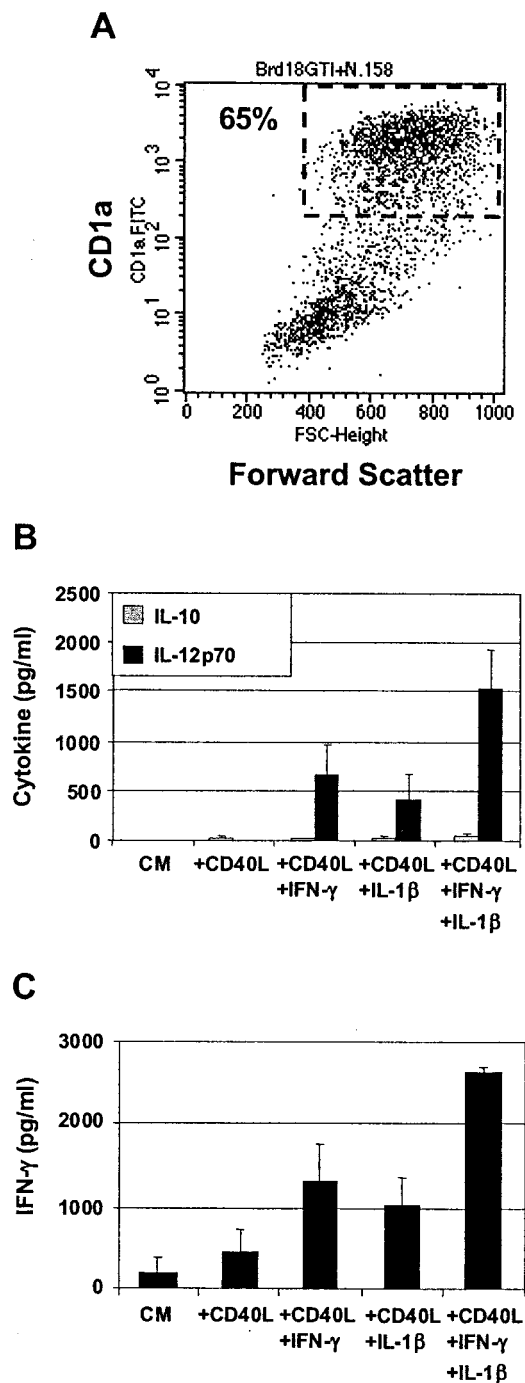 A
Brd18GTI+N.158
65%
10^4
10^3
10^2
10^1
10^0
CD1a
CD1a.FITC
0 200 400 600 800 1000
FSC-Height
Forward Scatter
B
2500
2000
1500
1000
500
0
Cytokine (pg/ml)
IL-10
IL-12p70
CM +CD40L +CD40L +CD40L +CD40L
+IFN-γ +IL-1β +IFN-γ
+IL-1β
C
3000
2000
1000
0
IFN-γ (pg/ml)
CM +CD40L +CD40L +CD40L +CD40L
+IFN-γ +IL-1β +IFN-γ
+IL-1β